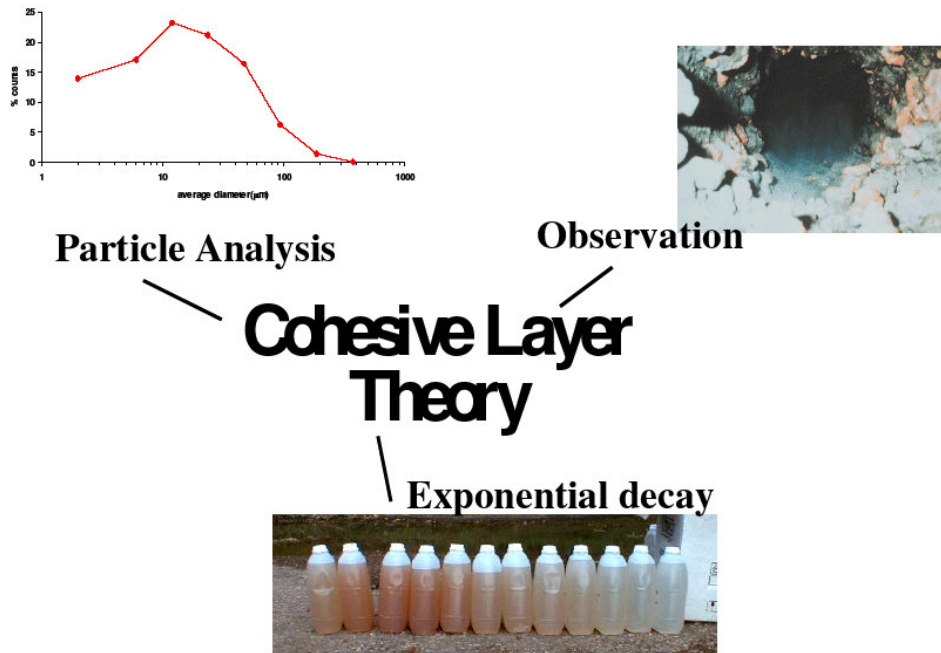 25
20
15
10
5
0
% counts
1
10
100
1000
average diameter(µm)
Particle Analysis
Observation
Cohesive Layer
Theory
Exponential decay